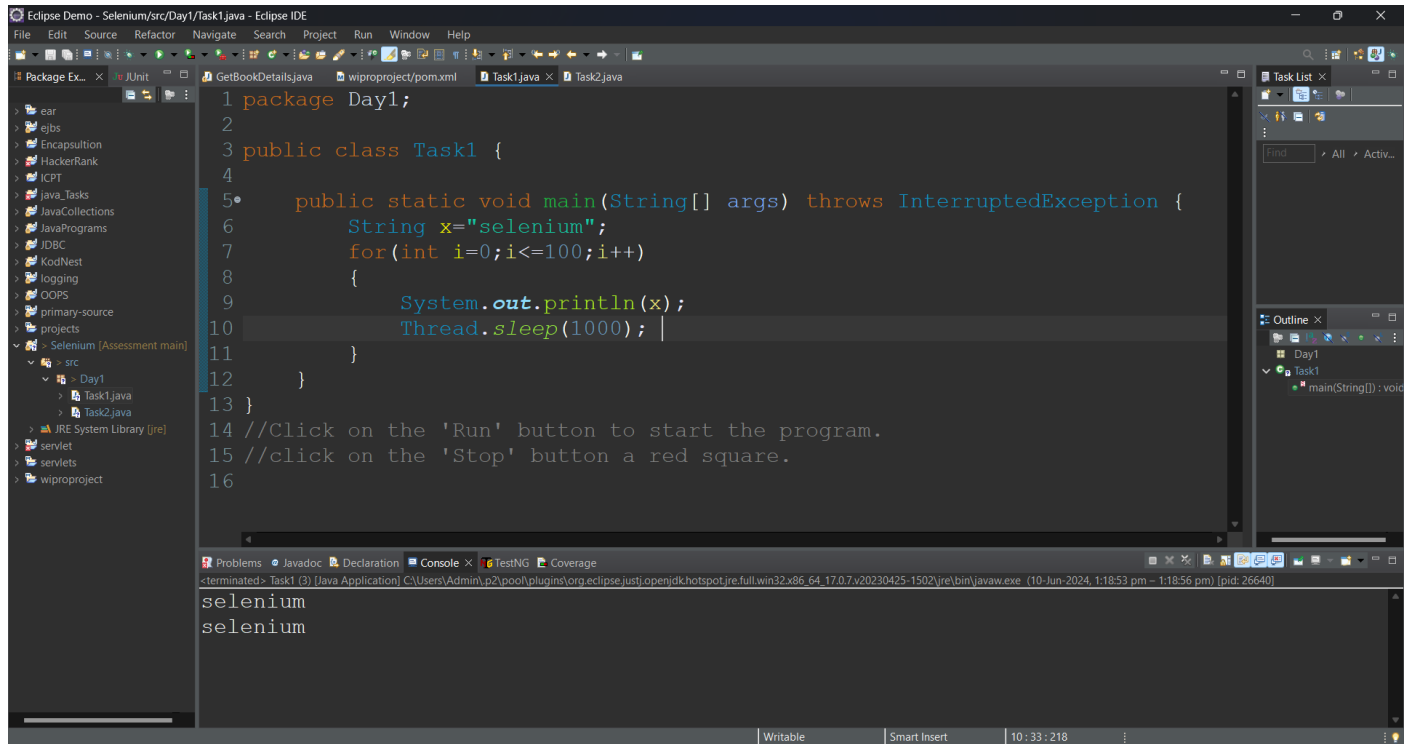 Eclipse Demo - Selenium/src/Day1/Task1.java - Eclipse IDE
File Edit Source Refactor Navigate Search Project Run Window Help
Package Ex... JUnit
ear
ejbs
Encapsultion
HackerRank
ICPT
java_Tasks
JavaCollections
JavaPrograms
JDBC
KodNest
logging
OOPS
primary-source
projects
> Selenium [Assessment main]
> src
> Day1
Task1.java
Task2.java
JRE System Library [jre]
servlet
servlets
wiproproject
GetBookDetails.java wiproproject/pom.xml Task1.java Task2.java
1 package Day1;
2
3 public class Task1 {
4
5 public static void main(String[] args) throws InterruptedException {
6 String x="selenium";
7 for(int i=0;i<=100;i++)
8 {
9 System.out.println(x);
10 Thread.sleep(1000);
11 }
12 }
13 }
14 //Click on the 'Run' button to start the program.
15 //click on the 'Stop' button a red square.
16
Task List
Find All Activ...
Outline
Day1
Task1
main(String[]) : void
Problems Javadoc Declaration Console TestNG Coverage
<terminated> Task1 (3) [Java Application] C:\Users\Admin\.p2\pool\plugins\org.eclipse.justj.openjdk.hotspot.jre.full.win32.x86_64_17.0.7.v20230425-1502\jre\bin\javaw.exe (10-Jun-2024, 1:18:53 pm – 1:18:56 pm) [pid: 26640]
selenium
selenium
Writable Smart Insert 10 : 33 : 218